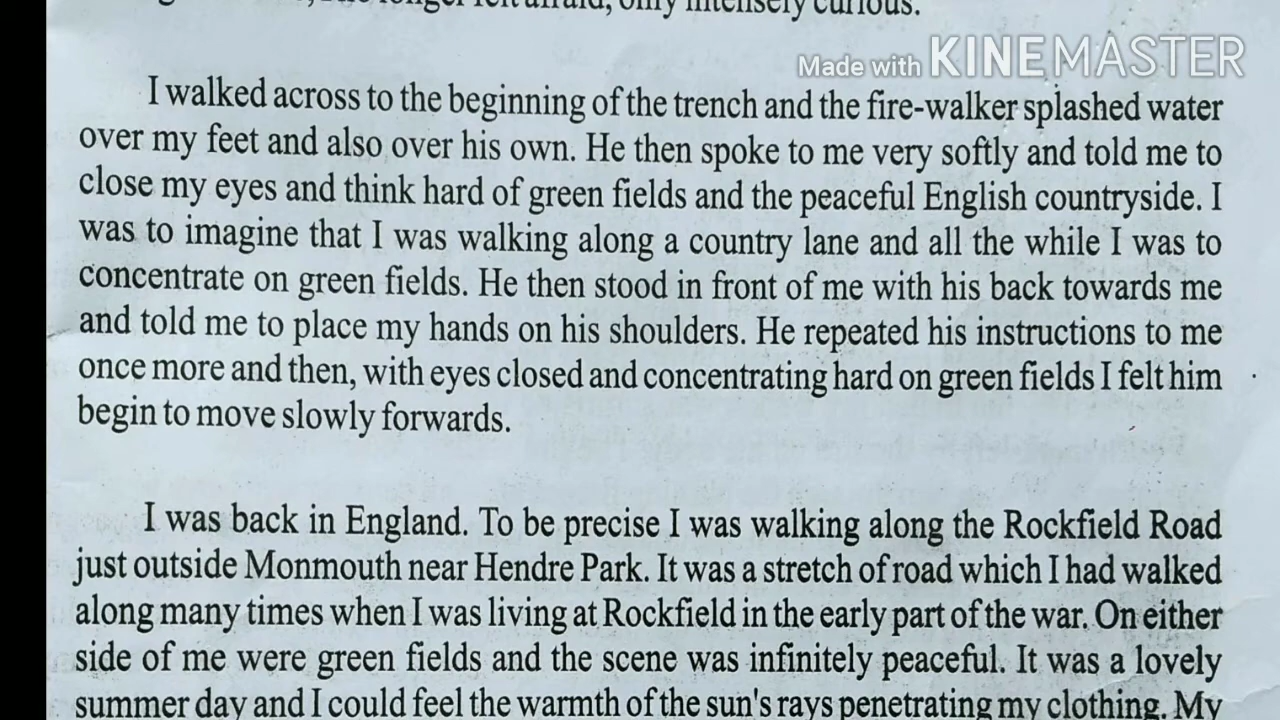 only intensely curious.
Made with KINEMASTER
I walked across to the beginning of the trench and the fire-walker splashed water
over my feet and also over his own. He then spoke to me very softly and told me to
close my eyes and think hard of green fields and the peaceful English countryside. I
was to imagine that I was walking along a country lane and all the while I was to
concentrate on green fields. He then stood in front of me with his back towards me
and told me to place my hands on his shoulders. He repeated his instructions to me
once more and then, with eyes closed and concentrating hard on green fields I felt him
begin to move slowly forwards.
I was back in England. To be precise I was walking along the Rockfield Road
just outside Monmouth near Hendre Park. It was a stretch of road which I had walked
along many times when I was living at Rockfield in the early part of the war. On either
side of me were green fields and the scene was infinitely peaceful. It was a lovely
summer day and I could feel the warmth of the sun's rays penetrating my clothing. My